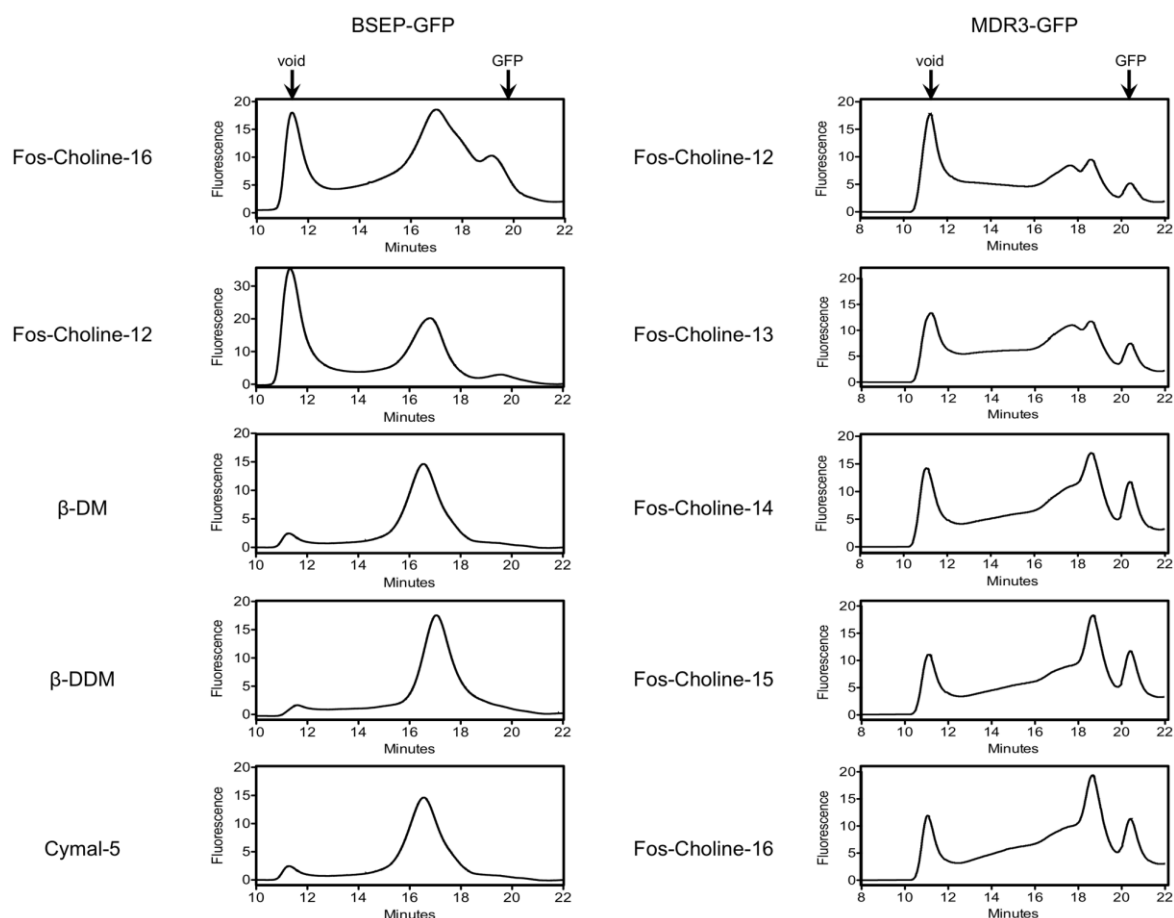 BSEP-GFP
MDR3-GFP
void
GFP
void
GFP
Fos-Choline-16
Fluorescence
20
15
10
5
0
10 12 14 16 18 20 22
Minutes
Fos-Choline-12
Fluorescence
20
15
10
5
0
8 10 12 14 16 18 20 22
Minutes
Fos-Choline-12
Fluorescence
30
20
10
0
10 12 14 16 18 20 22
Minutes
Fos-Choline-13
Fluorescence
20
15
10
5
0
8 10 12 14 16 18 20 22
Minutes
β-DM
Fluorescence
20
15
10
5
0
10 12 14 16 18 20 22
Minutes
Fos-Choline-14
Fluorescence
20
15
10
5
0
8 10 12 14 16 18 20 22
Minutes
β-DDM
Fluorescence
20
15
10
5
0
10 12 14 16 18 20 22
Minutes
Fos-Choline-15
Fluorescence
20
15
10
5
0
8 10 12 14 16 18 20 22
Minutes
Cymal-5
Fluorescence
20
15
10
5
0
10 12 14 16 18 20 22
Minutes
Fos-Choline-16
Fluorescence
20
15
10
5
0
8 10 12 14 16 18 20 22
Minutes